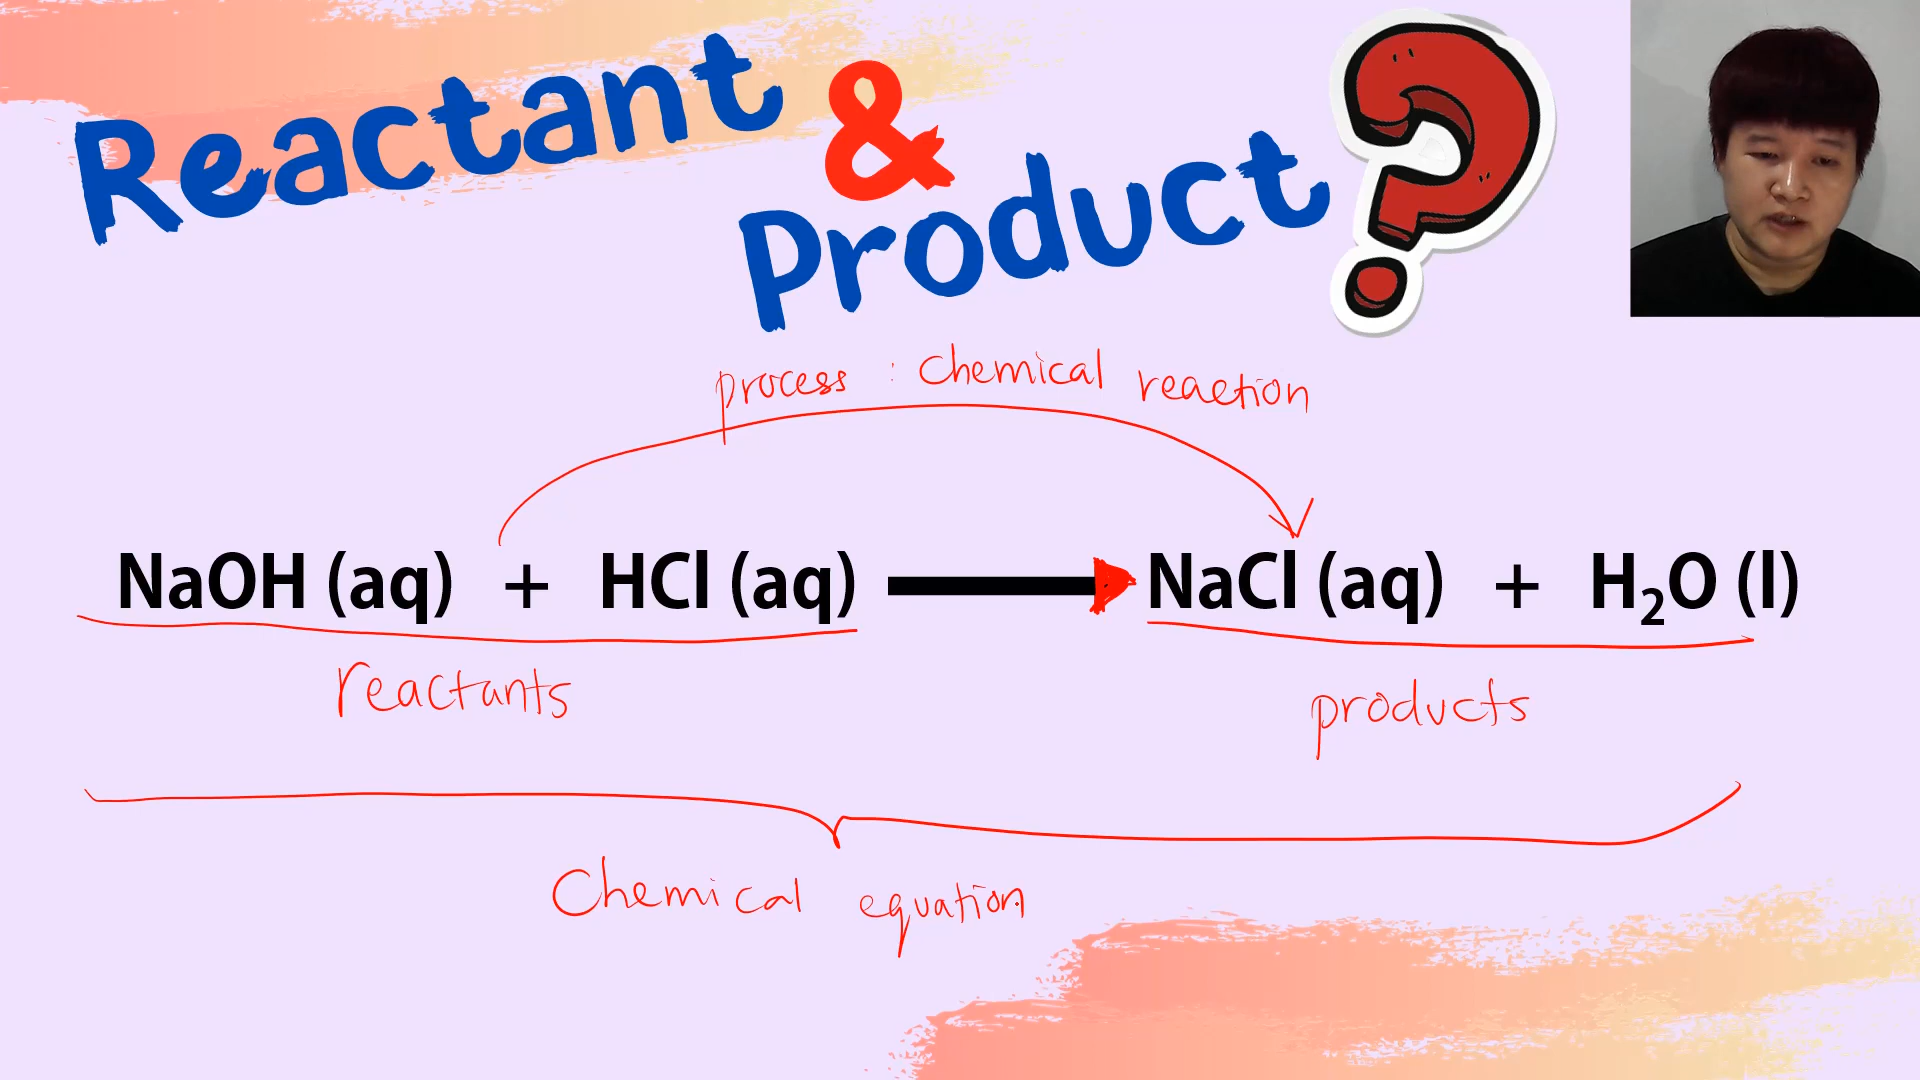 Reactant
&
Product
process : Chemical reaction
NaOH (aq) + HCl (aq) → NaCl (aq) + H₂O (l)
reactants
products
Chemical equation